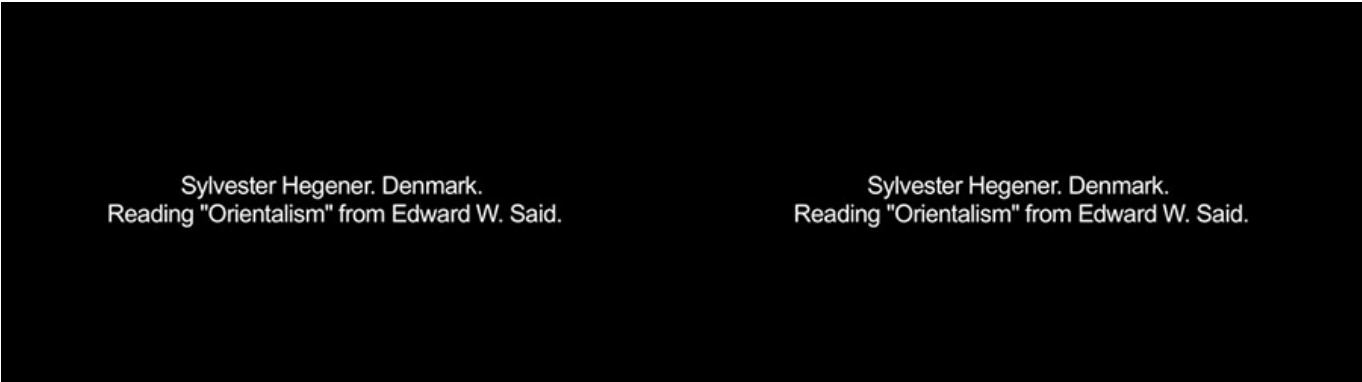 Sylvester Hegener. Denmark.
Reading "Orientalism" from Edward W. Said.
Sylvester Hegener. Denmark.
Reading "Orientalism" from Edward W. Said.